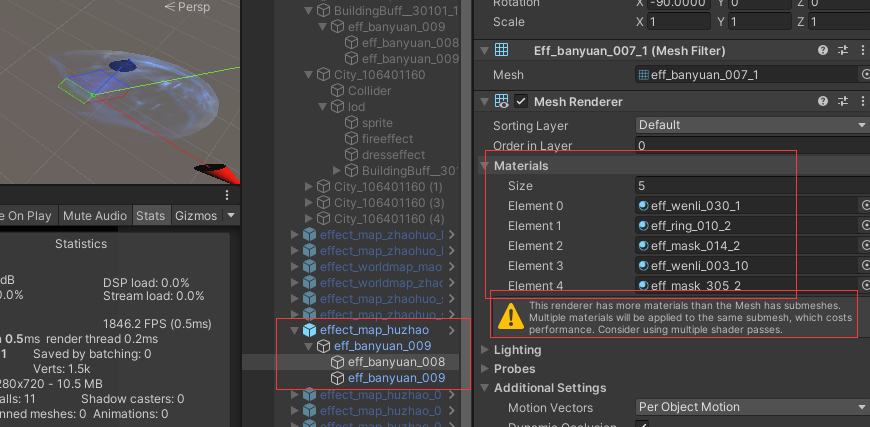 Persp
Play
Mute Audio
Stats
Gizmos
Statistics
DSP load: 0.0%
Stream load: 0.0%
1846.2 FPS (0.5ms)
0.5ms render thread 0.2ms
1 Saved by batching: 0
Verts: 1.5k
280x720 - 10.5 MB
alls: 11 Shadow casters: 0
nned meshes: 0 Animations: 0
BuildingBuff__30101_1
eff_banyuan_009
eff_banyuan_008
eff_banyuan_009
City_106401160
Collider
lod
sprite
fireeffect
dresseffect
BuildingBuff__301
City_106401160 (1)
City_106401160 (3)
City_106401160 (4)
effect_map_zhaohuo_l
effect_map_zhaohuo_
effect_worldmap_mao
effect_worldmap_zhao
effect_map_zhaohuo_s
effect_map_zhaohuo_s
effect_map_huzhao
eff_banyuan_009
eff_banyuan_008
eff_banyuan_009
effect_map_huzhao_0
effect_map_huzhao_0
Rotation X -90.0000 Y 0 Z 0
Scale X 1 Y 1 Z 1
Eff_banyuan_007_1 (Mesh Filter)
Mesh eff_banyuan_007_1
Mesh Renderer
Sorting Layer Default
Order in Layer 0
Materials
Size 5
Element 0 eff_wenli_030_1
Element 1 eff_ring_010_2
Element 2 eff_mask_014_2
Element 3 eff_wenli_003_10
Element 4 eff_mask_305_2
This renderer has more materials than the Mesh has submeshes.
Multiple materials will be applied to the same submesh, which costs
performance. Consider using multiple shader passes.
Lighting
Probes
Additional Settings
Motion Vectors Per Object Motion
Dynamic Occlusion